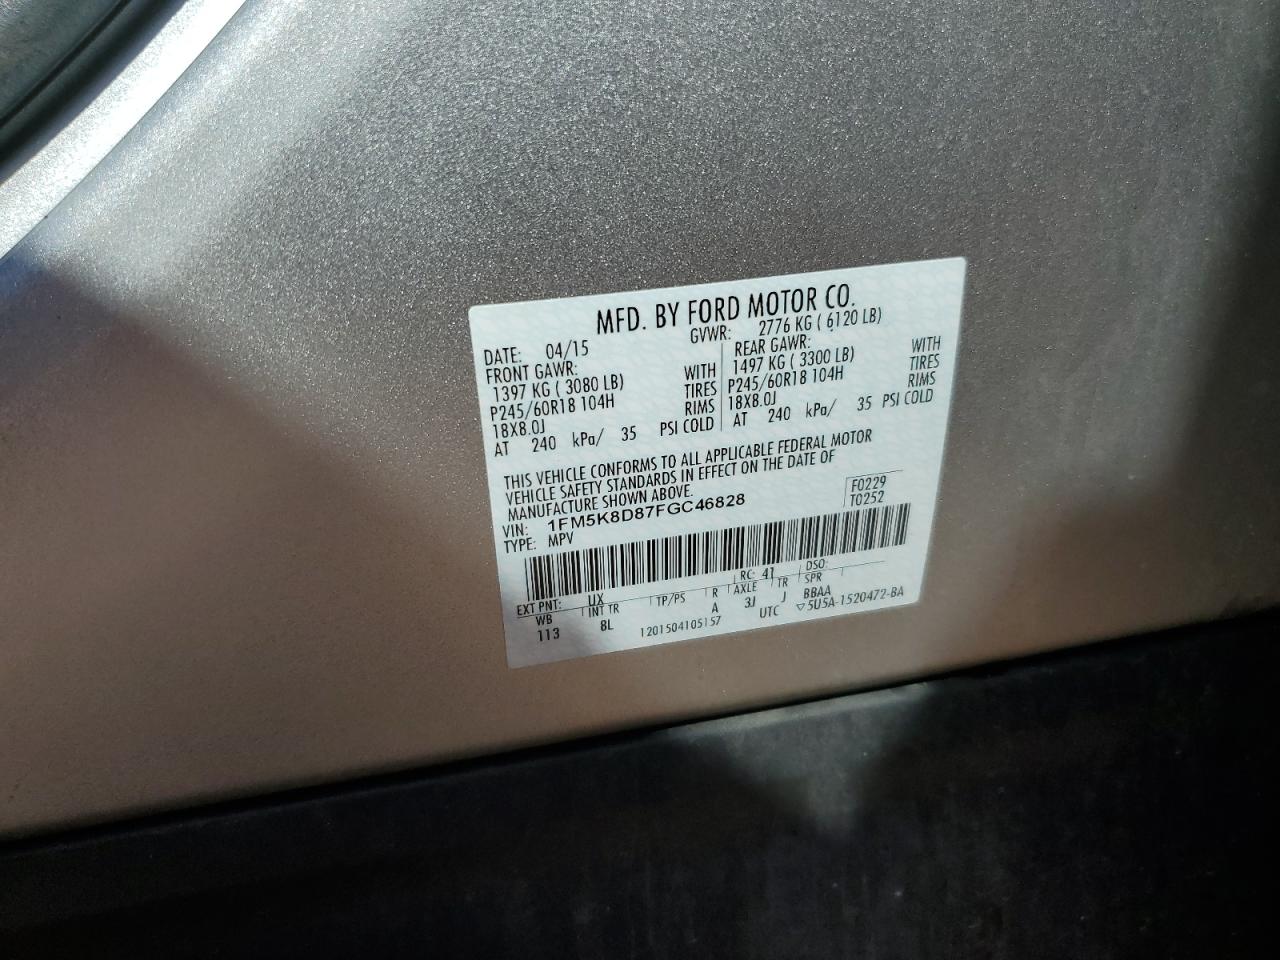 MFD. BY FORD MOTOR CO.
DATE: 04/15 GVWR: 2776 KG ( 6120 LB)
FRONT GAWR: REAR GAWR:
1397 KG ( 3080 LB) WITH 1497 KG ( 3300 LB) WITH
P245/60R18 104H TIRES P245/60R18 104H TIRES
18X8.0J RIMS 18X8.0J RIMS
AT 240 kPa/ 35 PSI COLD AT 240 kPa/ 35 PSI COLD
THIS VEHICLE CONFORMS TO ALL APPLICABLE FEDERAL MOTOR
VEHICLE SAFETY STANDARDS IN EFFECT ON THE DATE OF
MANUFACTURE SHOWN ABOVE.
VIN: 1FM5K8D87FGC46828 F0229
TYPE: MPV T0252
EXT PNT: UX RC: 41 DSO:
WB INT TR TP/PS R AXLE TR SPR
113 8L A 3J J BBAA
1201504105157 UTC ▽5U5A-1520472-BA